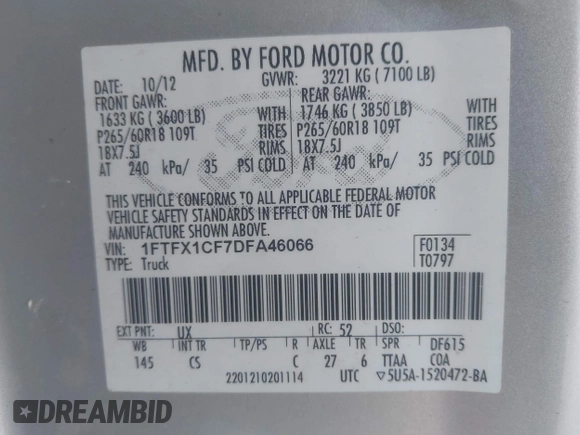 MFD. BY FORD MOTOR CO.
DATE: 10/12 GVWR: 3221 KG ( 7100 LB)
FRONT GAWR: REAR GAWR:
1633 KG ( 3600 LB) WITH 1746 KG ( 3850 LB) WITH
P265/60R18 109T TIRES P265/60R18 109T TIRES
18X7.5J RIMS 18X7.5J RIMS
AT 240 kPa/ 35 PSI COLD AT 240 kPa/ 35 PSI COLD
THIS VEHICLE CONFORMS TO ALL APPLICABLE FEDERAL MOTOR
VEHICLE SAFETY STANDARDS IN EFFECT ON THE DATE OF
MANUFACTURE SHOWN ABOVE.
VIN: 1FTFX1CF7DFA46066 F0134
TYPE: Truck T0797
EXT PNT: UX RC: 52 DSO:
WB INT TR TP/PS R AXLE TR SPR DF615
145 CS C 27 6 TTAA COA
2201210201114 UTC ▽5U5A-1520472-BA
DREAMBID